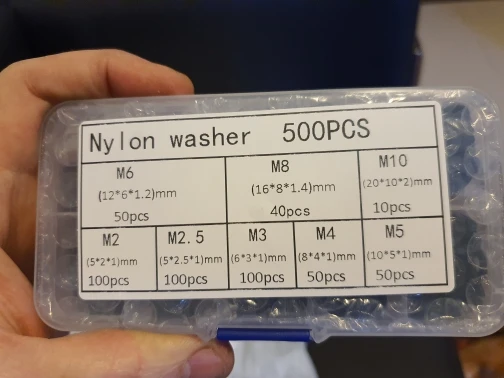 Nylon washer 500PCS
M6 M8 M10
(12*6*1.2)mm (16*8*1.4)mm (20*10*2)mm
50pcs 40pcs 10pcs
M2 M2.5 M3 M4 M5
(5*2*1)mm (5*2.5*1)mm (6*3*1)mm (8*4*1)mm (10*5*1)mm
100pcs 100pcs 100pcs 50pcs 50pcs